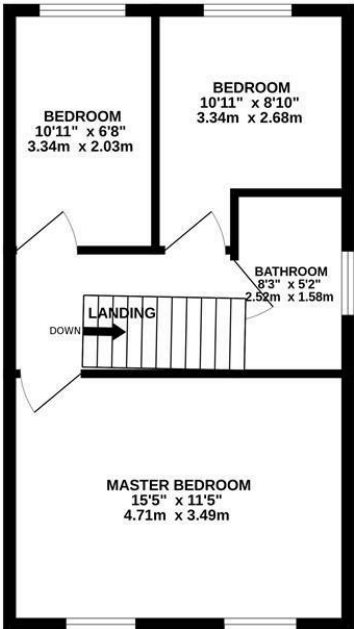 BEDROOM
10'11" x 6'8"
3.34m x 2.03m
BEDROOM
10'11" x 8'10"
3.34m x 2.68m
BATHROOM
8'3" x 5'2"
2.52m x 1.58m
LANDING
DOWN
MASTER BEDROOM
15'5" x 11'5"
4.71m x 3.49m